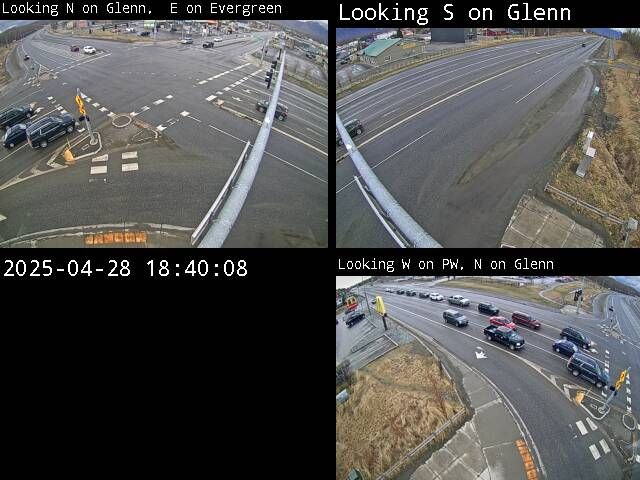 Looking N on Glenn, E on Evergreen
Looking S on Glenn
2025-04-28 18:40:08
Looking W on PW, N on Glenn